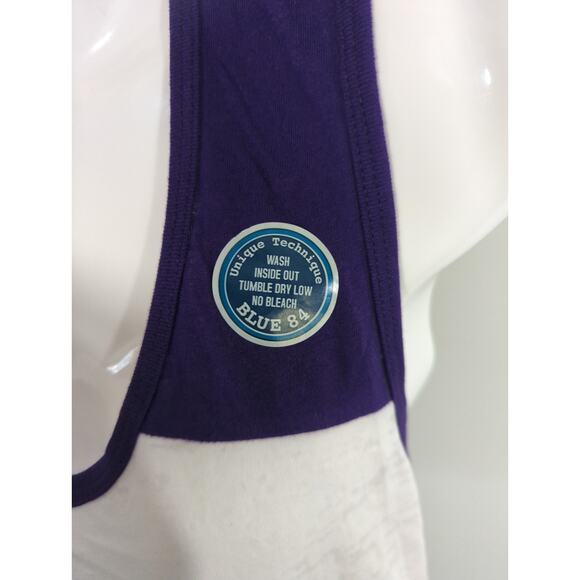 Unique Technique
WASH
INSIDE OUT
TUMBLE DRY LOW
NO BLEACH
BLUE 84